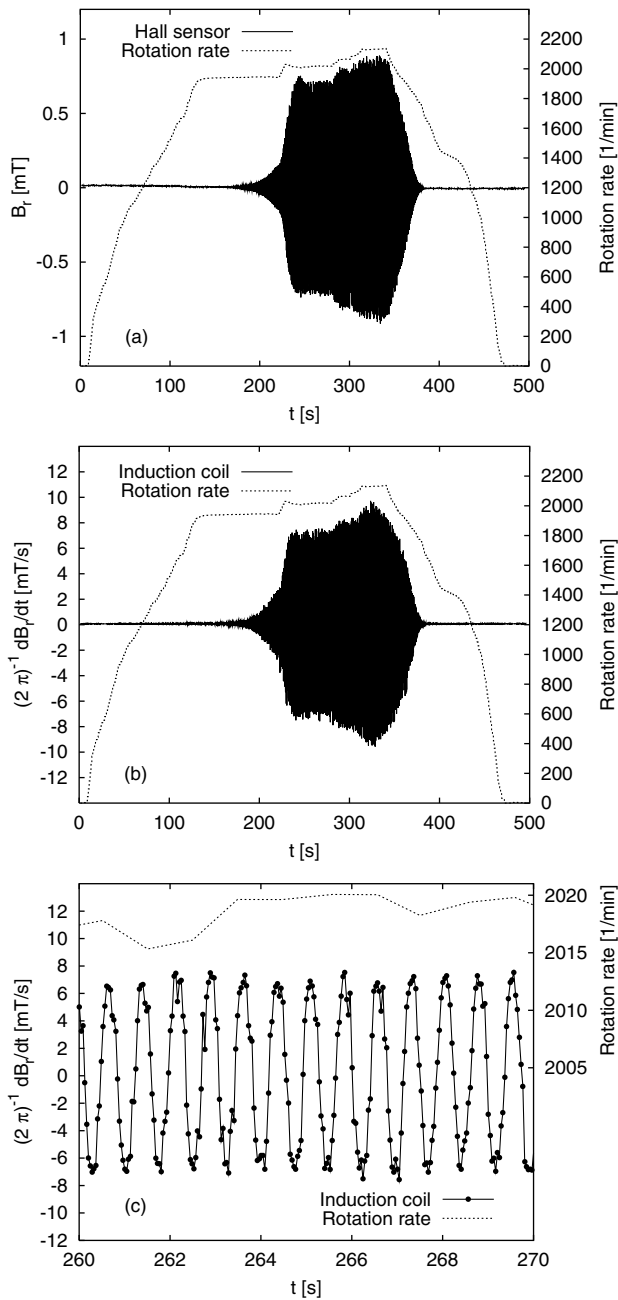 Hall sensor
Rotation rate
1
0.5
0
-0.5
-1
B_r [mT]
2200
2000
1800
1600
1400
1200
1000
800
600
400
200
0
Rotation rate [1/min]
(a)
0 100 200 300 400 500
t [s]
Induction coil
Rotation rate
12
10
8
6
4
2
0
-2
-4
-6
-8
-10
-12
(2 π)^-1 dB_r/dt [mT/s]
2200
2000
1800
1600
1400
1200
1000
800
600
400
200
0
Rotation rate [1/min]
(b)
0 100 200 300 400 500
t [s]
12
10
8
6
4
2
0
-2
-4
-6
-8
-10
-12
(2 π)^-1 dB_r/dt [mT/s]
2020
2015
2010
2005
Rotation rate [1/min]
(c)
Induction coil
Rotation rate
260 262 264 266 268 270
t [s]